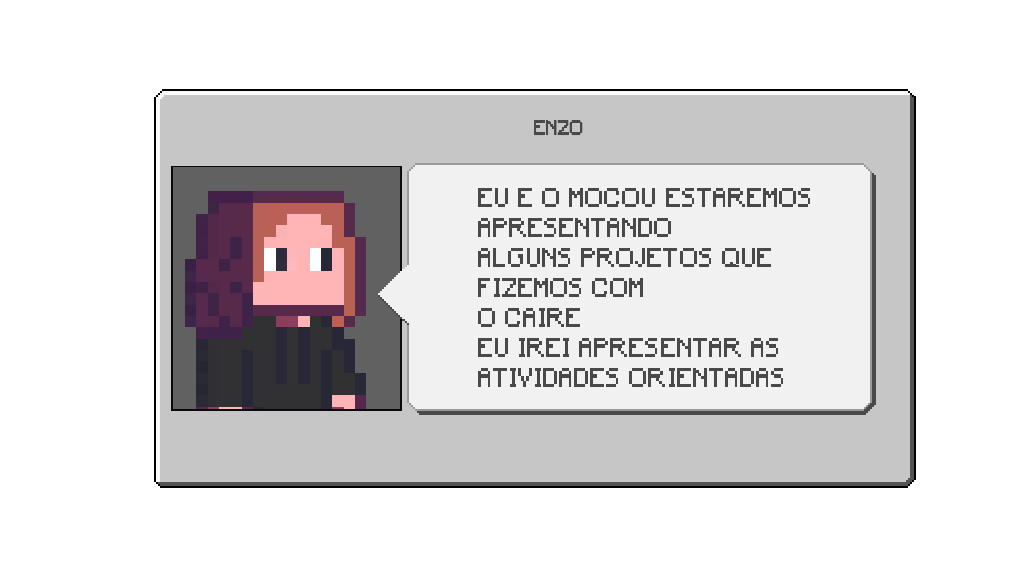 ENZO
EU E O MOCOU ESTAREMOS
APRESENTANDO
ALGUNS PROJETOS QUE
FIZEMOS COM
O CAIRE
EU IREI APRESENTAR AS
ATIVIDADES ORIENTADAS